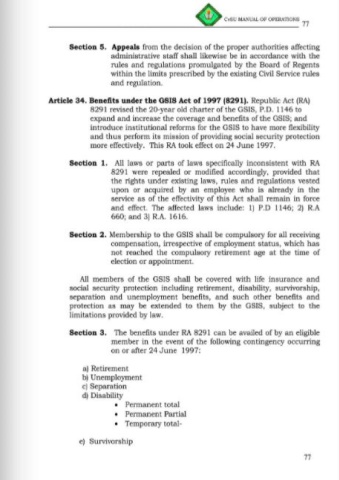 CvSU MANUAL OF OPERATIONS
77
Section 5. Appeals from the decision of the proper authorities affecting
administrative staff shall likewise be in accordance with the
rules and regulations promulgated by the Board of Regents
within the limits prescribed by the existing Civil Service rules
and regulation.
Article 34. Benefits under the GSIS Act of 1997 (8291). Republic Act (RA)
8291 revised the 20-year old charter of the GSIS, P.D. 1146 to
expand and increase the coverage and benefits of the GSIS; and
introduce institutional reforms for the GSIS to have more flexibility
and thus perform its mission of providing social security protection
more effectively. This RA took effect on 24 June 1997.
Section 1. All laws or parts of laws specifically inconsistent with RA
8291 were repealed or modified accordingly, provided that
the rights under existing laws, rules and regulations vested
upon or acquired by an employee who is already in the
service as of the effectivity of this Act shall remain in force
and effect. The affected laws include: 1) P.D 1146; 2) R.A
660; and 3) R.A. 1616.
Section 2. Membership to the GSIS shall be compulsory for all receiving
compensation, irrespective of employment status, which has
not reached the compulsory retirement age at the time of
election or appointment.
All members of the GSIS shall be covered with life insurance and
social security protection including retirement, disability, survivorship,
separation and unemployment benefits, and such other benefits and
protection as may be extended to them by the GSIS, subject to the
limitations provided by law.
Section 3. The benefits under RA 8291 can be availed of by an eligible
member in the event of the following contingency occurring
on or after 24 June 1997:
a) Retirement
b) Unemployment
c) Separation
d) Disability
• Permanent total
• Permanent Partial
• Temporary total-
e) Survivorship
77